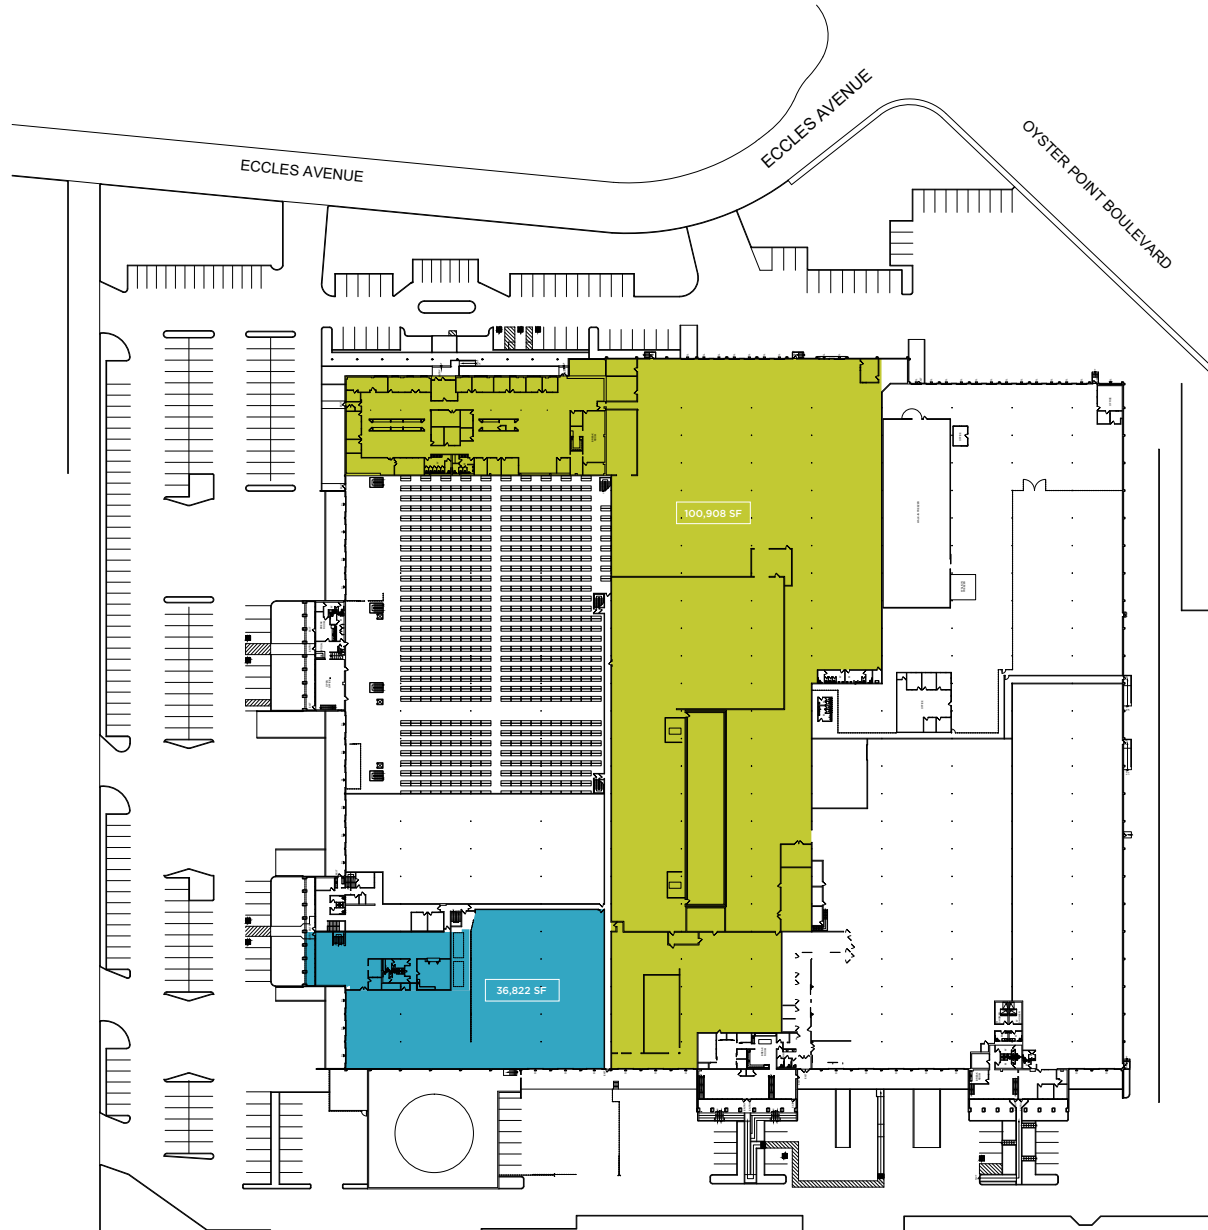 ECCLES AVENUE
ECCLES AVENUE
OYSTER POINT BOULEVARD
100,908 SF
36,822 SF